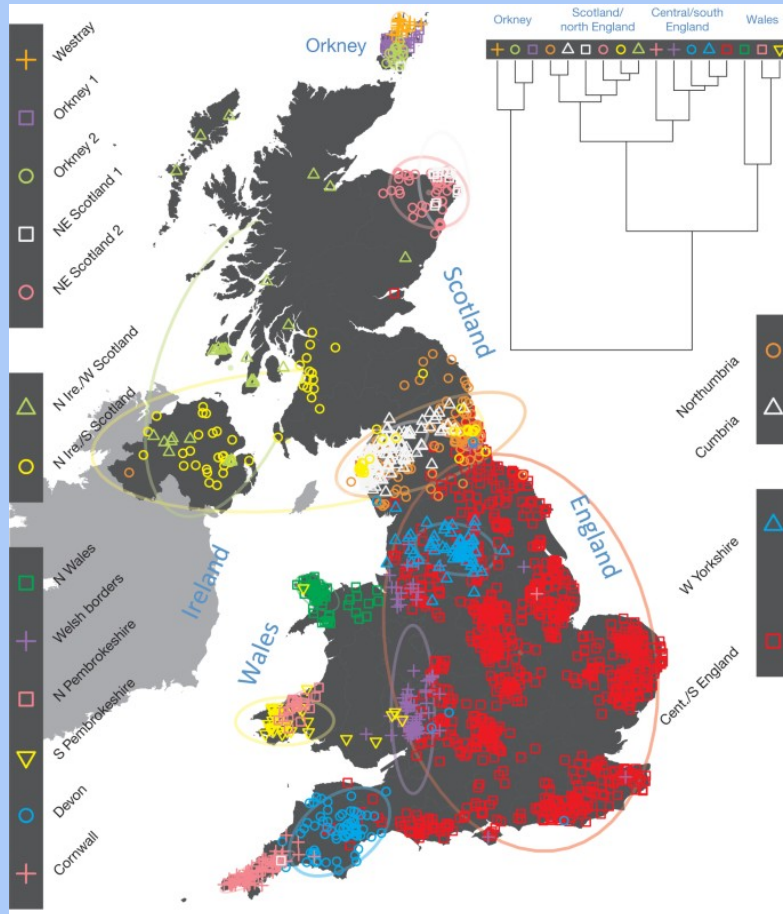 Orkney
Scotland/
north England
Central/south
England
Wales
Orkney
Westray
Orkney 1
Orkney 2
NE Scotland 1
NE Scotland 2
N Ire./W Scotland
N Ire./S Scotland
N Wales
Welsh borders
N Pembrokeshire
S Pembrokeshire
Devon
Cornwall
Scotland
England
Ireland
Wales
Northumbria
Cumbria
W Yorkshire
Cent./S England